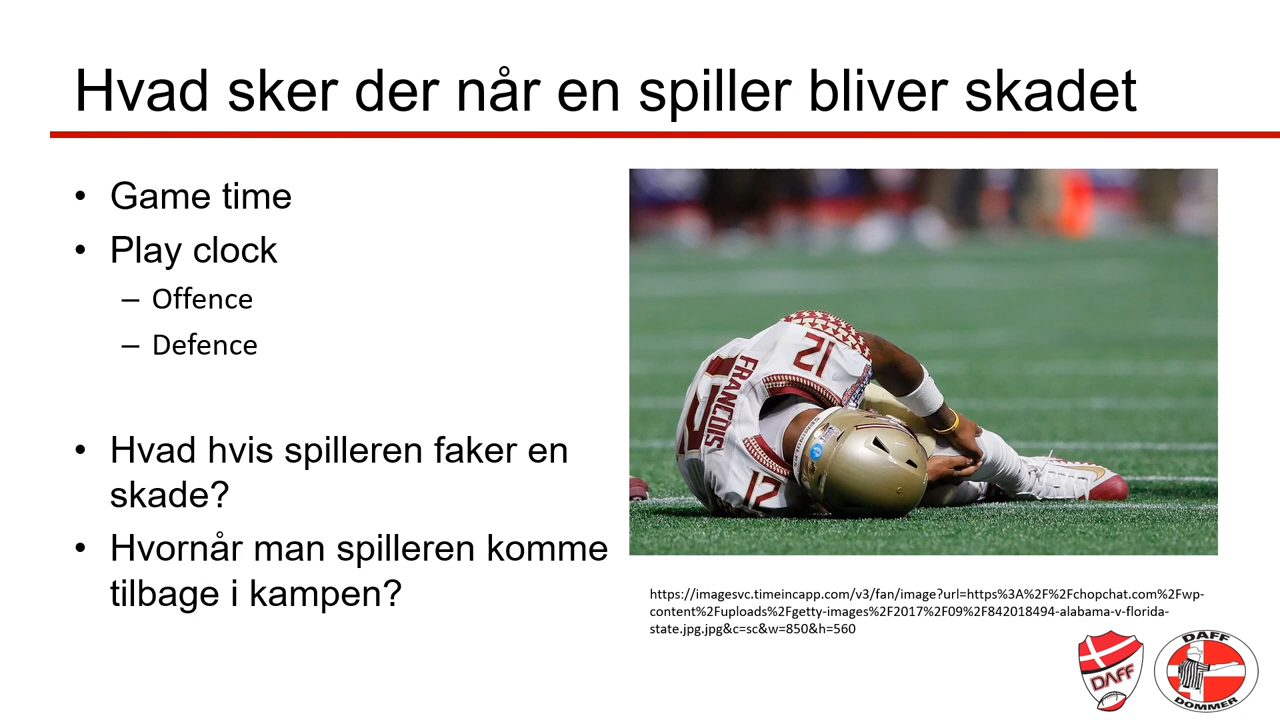 Hvad sker der når en spiller bliver skadet
• Game time
• Play clock
– Offence
– Defence
• Hvad hvis spilleren faker en
skade?
• Hvornår man spilleren komme
tilbage i kampen?
12
FRANCOIS
12
12
https://imagesvc.timeincapp.com/v3/fan/image?url=https%3A%2F%2Fchopchat.com%2Fwp-
content%2Fuploads%2Fgetty-images%2F2017%2F09%2F842018494-alabama-v-florida-
state.jpg.jpg&c=sc&w=850&h=560
DAFF
DAFF
DOMMER